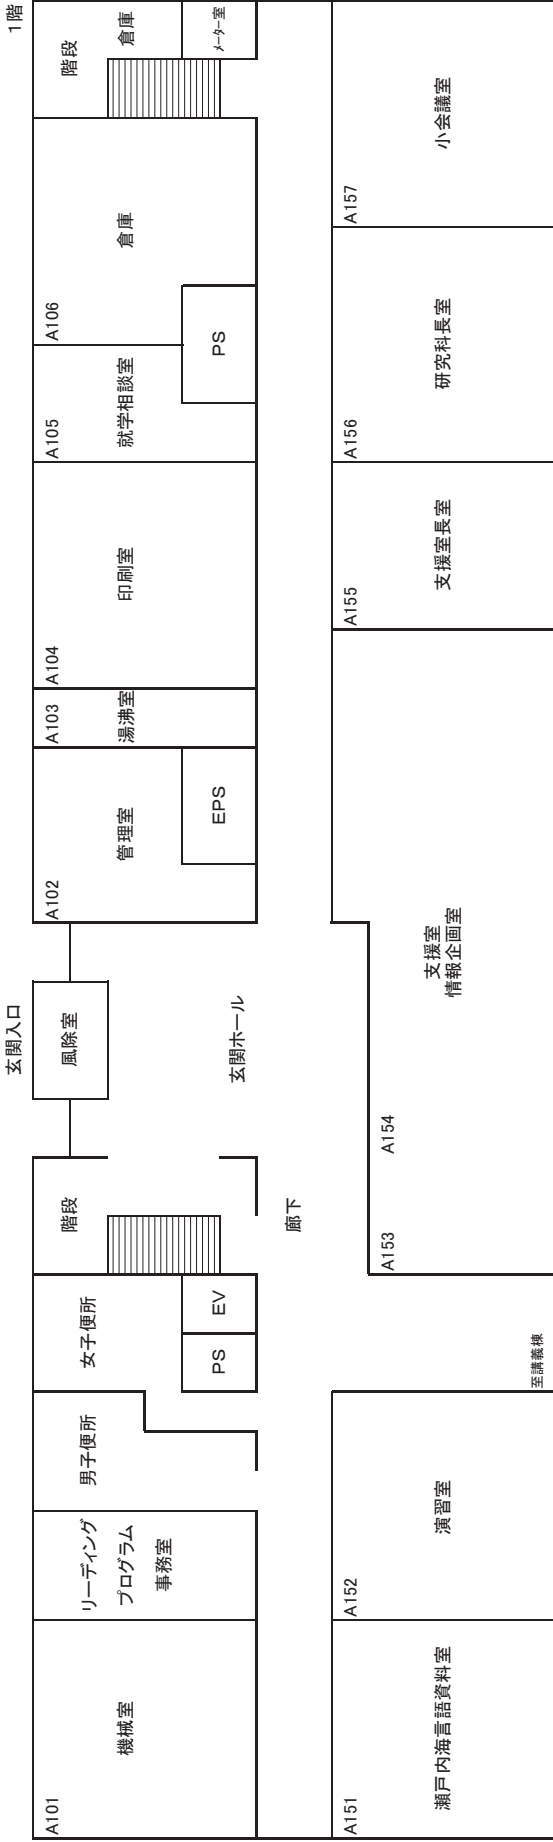 1階
玄関入口
A101
機械室
リーディング
プログラム
事務室
男子便所
女子便所
PS
EV
階段
風除室
玄関ホール
A102
管理室
EPS
A103
湯沸室
A104
印刷室
A105
就学相談室
PS
A106
倉庫
階段
倉庫
メーター室
廊下
A151
瀬戸内海言語資料室
A152
演習室
至講義棟
A153
A154
支援室
情報企画室
A155
支援室長室
A156
研究科長室
A157
小会議室